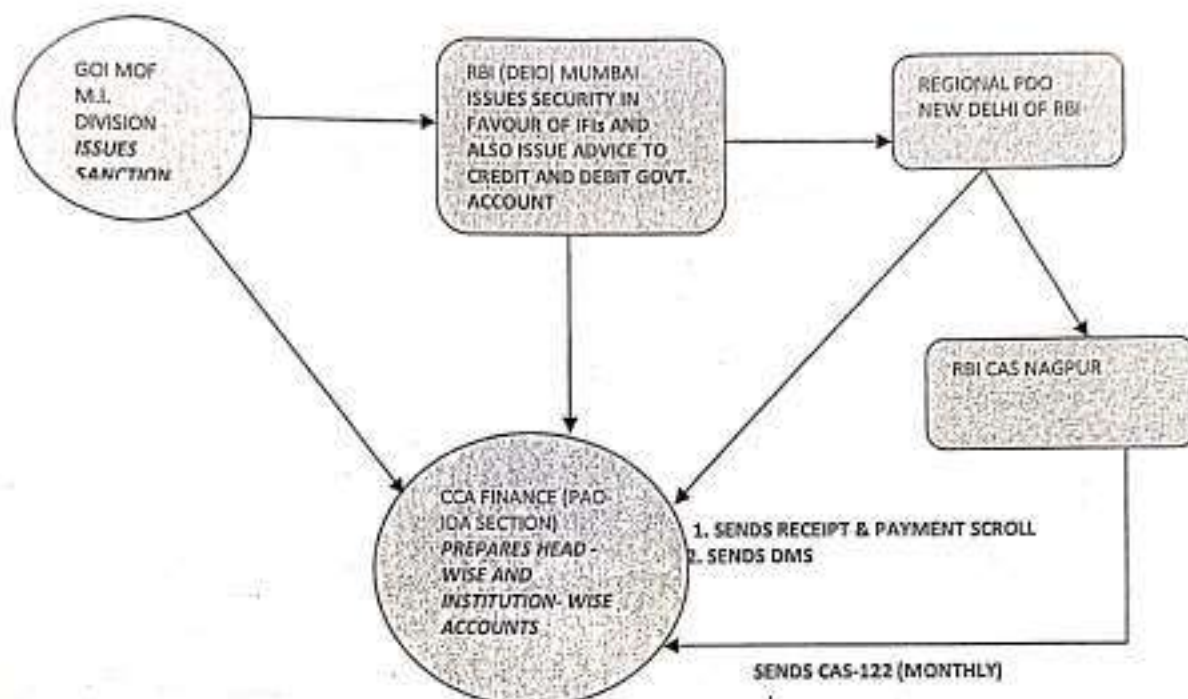 GOI MOF
M.I.
DIVISION
ISSUES
SANCTION
RBI (DEIO) MUMBAI
ISSUES SECURITY IN
FAVOUR OF IFIs AND
ALSO ISSUE ADVICE TO
CREDIT AND DEBIT GOVT.
ACCOUNT
REGIONAL PDO
NEW DELHI OF RBI
RBI CAS NAGPUR
CCA FINANCE (PAO-
IDA SECTION)
PREPARES HEAD -
WISE AND
INSTITUTION- WISE
ACCOUNTS
1. SENDS RECEIPT & PAYMENT SCROLL
2. SENDS DMS
SENDS CAS-122 (MONTHLY)